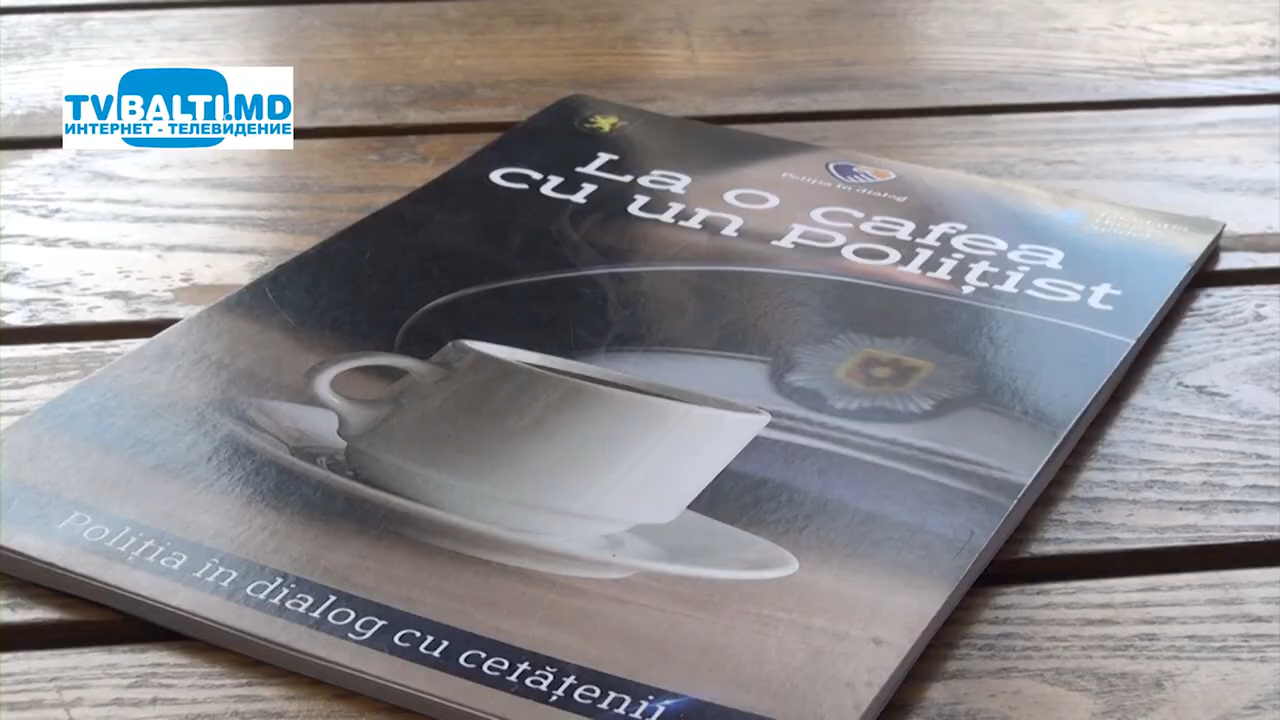 TVBALTI.MD
ИНТЕРНЕТ - ТЕЛЕВИДЕНИЕ
Poliția în dialog
La o cafea
cu un Polițist
Poliția în dialog cu cetățenii